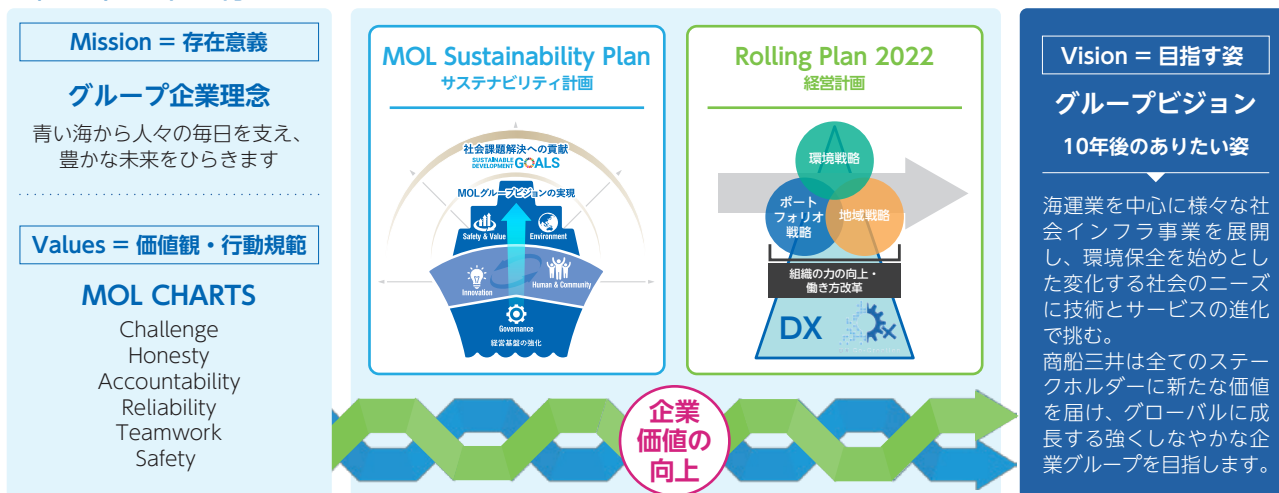 Mission = 存在意義
グループ企業理念
青い海から人々の毎日を支え、
豊かな未来をひらきます
Values = 価値観・行動規範
MOL CHARTS
Challenge
Honesty
Accountability
Reliability
Teamwork
Safety
MOL Sustainability Plan
サステナビリティ計画
社会課題解決への貢献
SUSTAINABLE
DEVELOPMENT GOALS
MOLグループビジョンの実現
Safety & Value
Environment
Innovation
Human & Community
Governance
経営基盤の強化
Rolling Plan 2022
経営計画
環境戦略
ポート
フォリオ
戦略
地域戦略
組織の力の向上・
働き方改革
DX
企業
価値の
向上
Vision = 目指す姿
グループビジョン
10年後のありたい姿
海運業を中心に様々な社
会インフラ事業を展開
し、環境保全を始めとし
た変化する社会のニーズ
に技術とサービスの進化
で挑む。
商船三井は全てのステー
クホルダーに新たな価値
を届け、グローバルに成
長する強くしなやかな企
業グループを目指します。